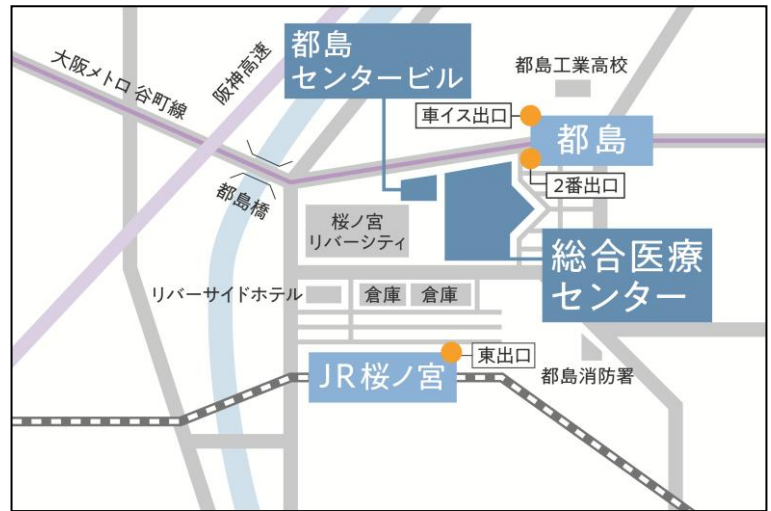 大阪メトロ 谷町線
阪神高速
都島
センタービル
都島工業高校
車イス出口
都島
2番出口
都島橋
桜ノ宮
リバーシティ
総合医療
センター
リバーサイドホテル
倉庫
倉庫
東出口
JR桜ノ宮
都島消防署